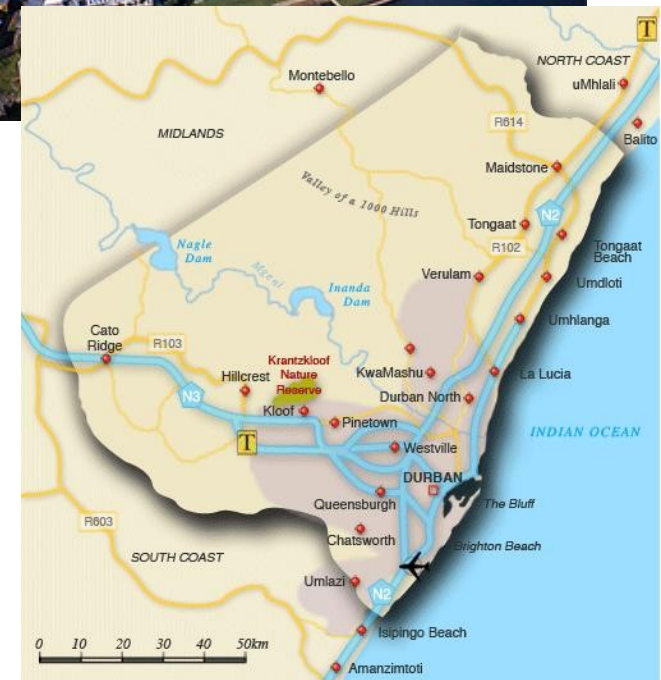 T
NORTH COAST
Montebello
uMhlali
R614
Balito
MIDLANDS
Maidstone
Valley of a 1000 Hills
N2
Tongaat
R102
Tongaat
Beach
Nagle
Dam
Mgeni
Verulam
Umdloti
Inanda
Dam
Umhlanga
Cato
Ridge
R103
Krantzkloof
Nature
Reserve
KwaMashu
La Lucia
Hillcrest
Durban North
N3
Kloof
Pinetown
INDIAN OCEAN
T
Westville
DURBAN
Queensburgh
The Bluff
R603
Chatsworth
Brighton Beach
SOUTH COAST
Umlazi
N2
Isipingo Beach
0 10 20 30 50km
Amanzimtoti